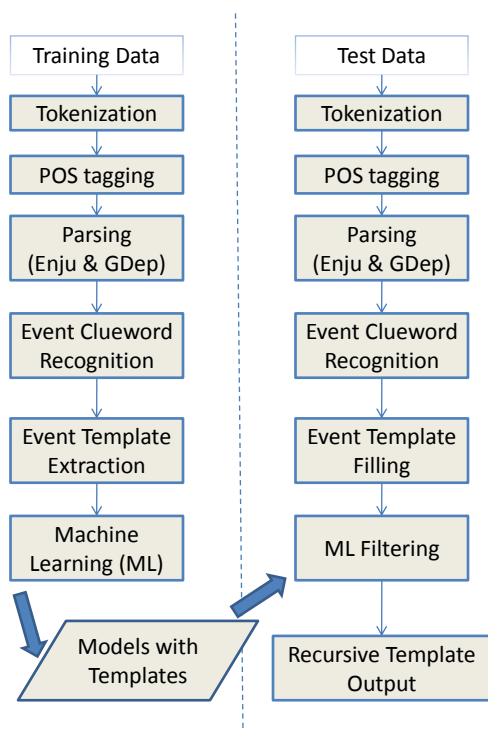 Training Data
Tokenization
POS tagging
Parsing
(Enju & GDep)
Event Clueword
Recognition
Event Template
Extraction
Machine
Learning (ML)
Models with
Templates
Test Data
Tokenization
POS tagging
Parsing
(Enju & GDep)
Event Clueword
Recognition
Event Template
Filling
ML Filtering
Recursive Template
Output